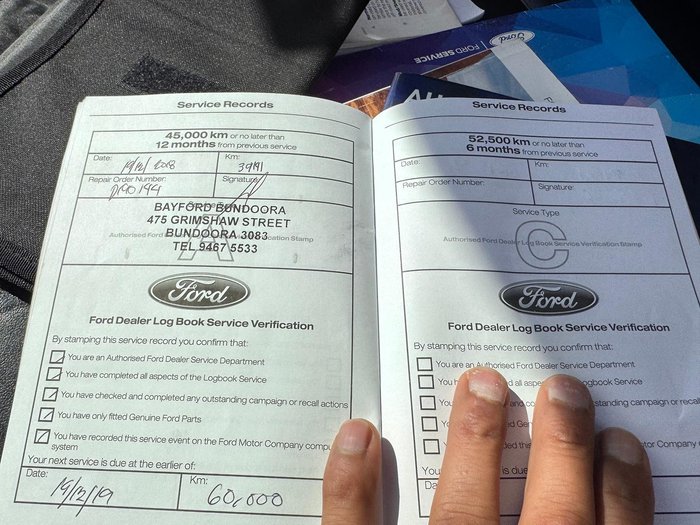 FORD SERVICE
Ford
Service Records
45,000 km or no later than
12 months from previous service
Date: 19/12/2018
Km: 39191
Repair Order Number:
Signature:
BAYFORD BUNDOORA
475 GRIMSHAW STREET
BUNDOORA 3083
TEL 9467 5533
A
Ford
Ford Dealer Log Book Service Verification
By stamping this service record you confirm that:
You are an Authorised Ford Dealer Service Department
You have completed all aspects of the Logbook Service
You have checked and completed any outstanding campaign or recall actions
You have only fitted Genuine Ford Parts
You have recorded this service event on the Ford Motor Company
system
Your next service is due at the earlier of:
Date: 19/12/19
Km: 60,000
Service Records
52,500 km or no later than
6 months from previous service
Date:
Km:
Repair Order Number:
Signature:
Service Type
C
Authorised Ford Dealer Log Book Service Verification Stamp
Ford
Ford Dealer Log Book Service Verification
By stamping this service record you confirm that:
You are an Authorised Ford Dealer Service Department
all Logbook Service